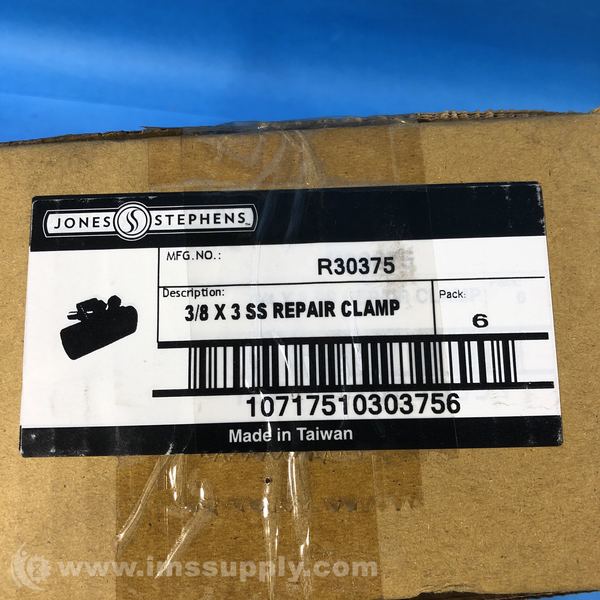 JONES STEPHENS™
MFG.NO.: R30375
Description: Pack:
3/8 X 3 SS REPAIR CLAMP 6
10717510303756
Made in Taiwan
www.imssupply.com